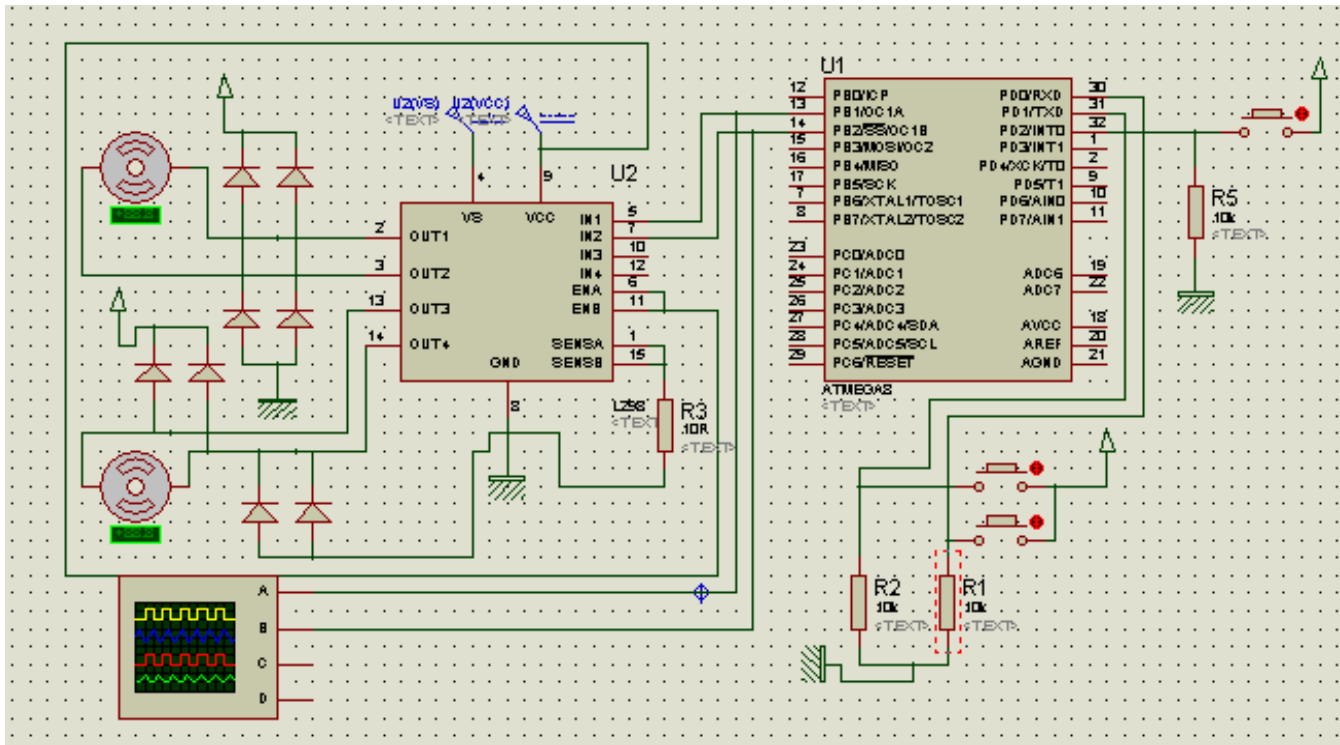 U2(VS) U2(VCC)
<TEXT> <TEXT>
4 9
U2
VS VCC
2 OUT1
3 OUT2
13 OUT3
14 OUT4
IN1 5
IN2 7
IN3 10
IN4 12
ENA 6
ENB 11
SENSA 1
SENSB 15
GND
8
L298
<TEXT>
R3
10R
<TEXT>
A
B
C
D
U1
12 PB0/ICP
13 PB1/OC1A
14 PB2/SS/OC1B
15 PB3/MOSI/OC2
16 PB4/MISO
17 PB5/SCK
7 PB6/XTAL1/TOSC1
8 PB7/XTAL2/TOSC2
23 PC0/ADC0
24 PC1/ADC1
25 PC2/ADC2
26 PC3/ADC3
27 PC4/ADC4/SDA
28 PC5/ADC5/SCL
29 PC6/RESET
PD0/RXD 30
PD1/TXD 31
PD2/INT0 32
PD3/INT1 1
PD4/XCK/T0 2
PD5/T1 9
PD6/AIN0 10
PD7/AIN1 11
ADC6 19
ADC7 22
AVCC 18
AREF 20
AGND 21
ATMEGA8
<TEXT>
R5
10k
<TEXT>
R2
10k
<TEXT>
R1
10k
<TEXT>